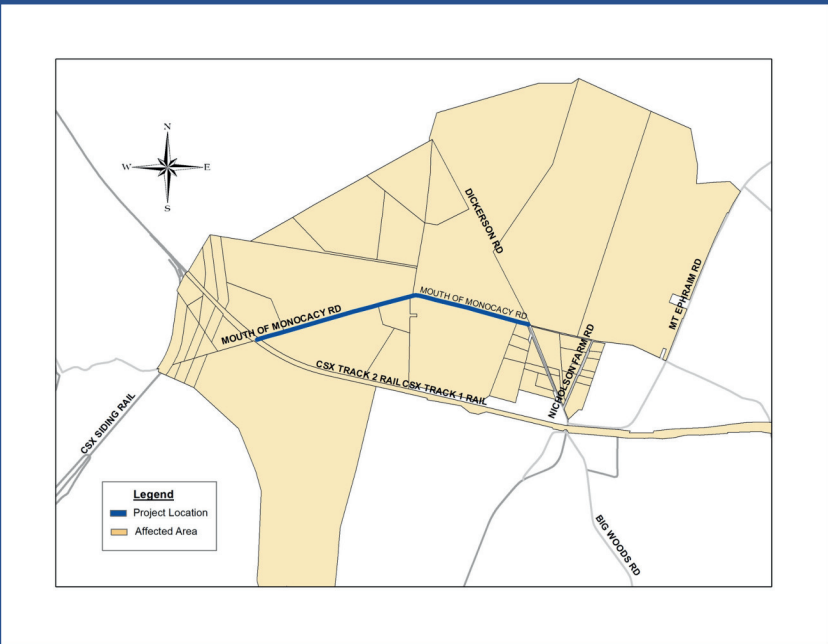 N
W
E
S
DICKERSON RD
MT EPHRAIM RD
MOUTH OF MONOCACY RD
MOUTH OF MONOCACY RD
NICHOLSON FARM RD
CSX TRACK 2 RAIL
CSX TRACK 1 RAIL
CSX SIDING RAIL
BIG WOODS RD
Legend
Project Location
Affected Area